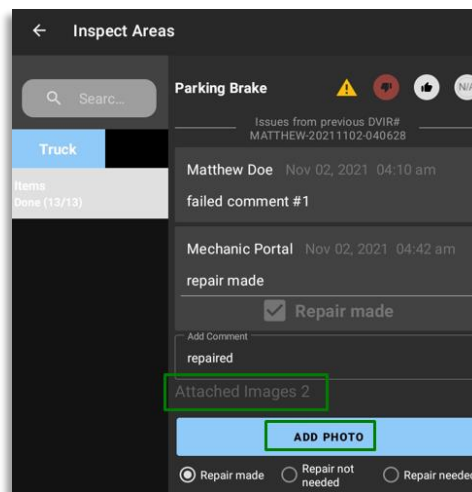 Inspect Areas
Searc...
Truck
Items
Done (13/13)
Parking Brake
N/A
Issues from previous DVIR#
MATTHEW-20211102-040628
Matthew Doe Nov 02, 2021 04:10 am
failed comment #1
Mechanic Portal Nov 02, 2021 04:42 am
repair made
Repair made
Add Comment
repaired
Attached Images 2
ADD PHOTO
Repair made
Repair not
needed
Repair needed